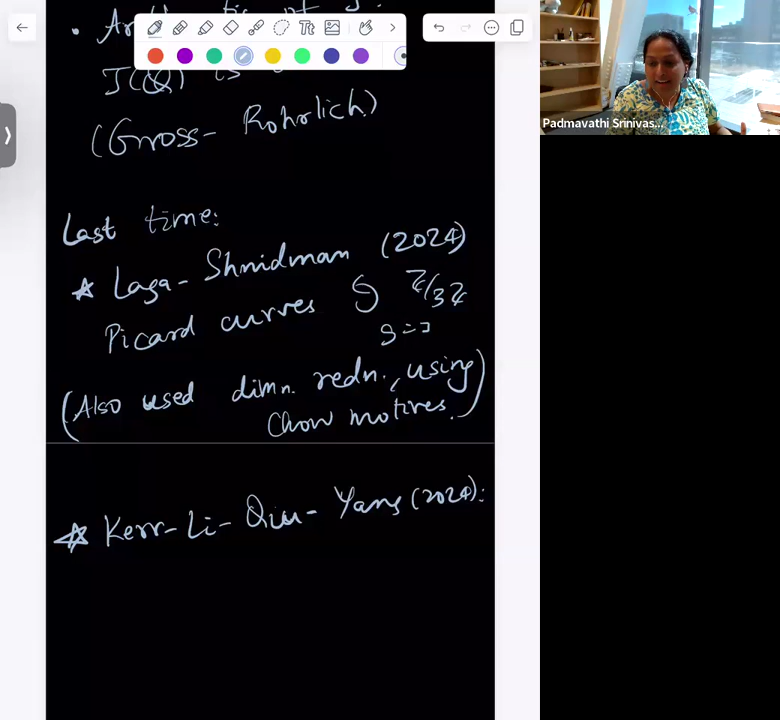 J(Q) is
(Gross- Rohrlich)
Last time:
☆ Laga- Shnidman (2024)
Picard curves Z/3Z
g=3
(Also used dimn. redn., using
Chow motives.)
☆ Kerr-Li-Qiu-Yang (2024):
Padmavathi Srinivas...